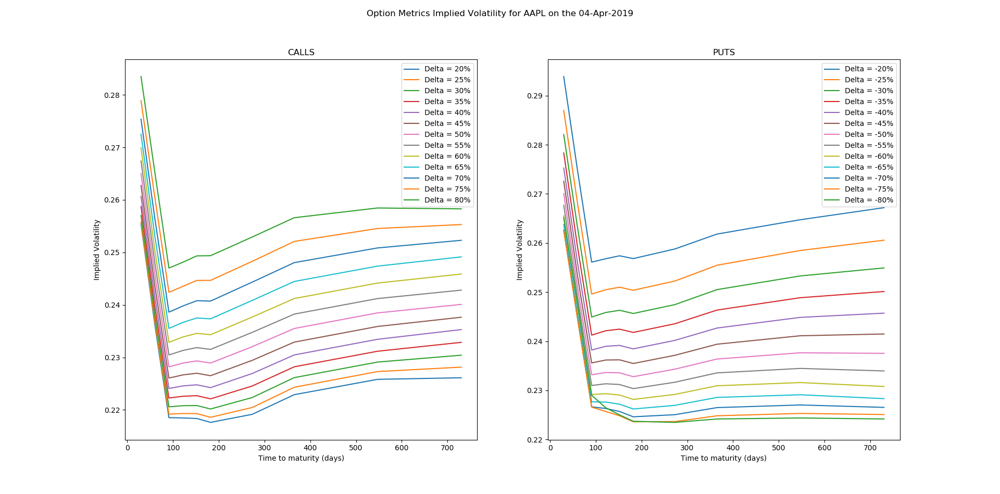 Option Metrics Implied Volatility for AAPL on the 04-Apr-2019
CALLS
Implied Volatility
0.28
0.27
0.26
0.25
0.24
0.23
0.22
0 100 200 300 400 500 600 700
Time to maturity (days)
Delta = 20%
Delta = 25%
Delta = 30%
Delta = 35%
Delta = 40%
Delta = 45%
Delta = 50%
Delta = 55%
Delta = 60%
Delta = 65%
Delta = 70%
Delta = 75%
Delta = 80%
PUTS
Implied Volatility
0.29
0.28
0.27
0.26
0.25
0.24
0.23
0.22
0 100 200 300 400 500 600 700
Time to maturity (days)
Delta = -20%
Delta = -25%
Delta = -30%
Delta = -35%
Delta = -40%
Delta = -45%
Delta = -50%
Delta = -55%
Delta = -60%
Delta = -65%
Delta = -70%
Delta = -75%
Delta = -80%